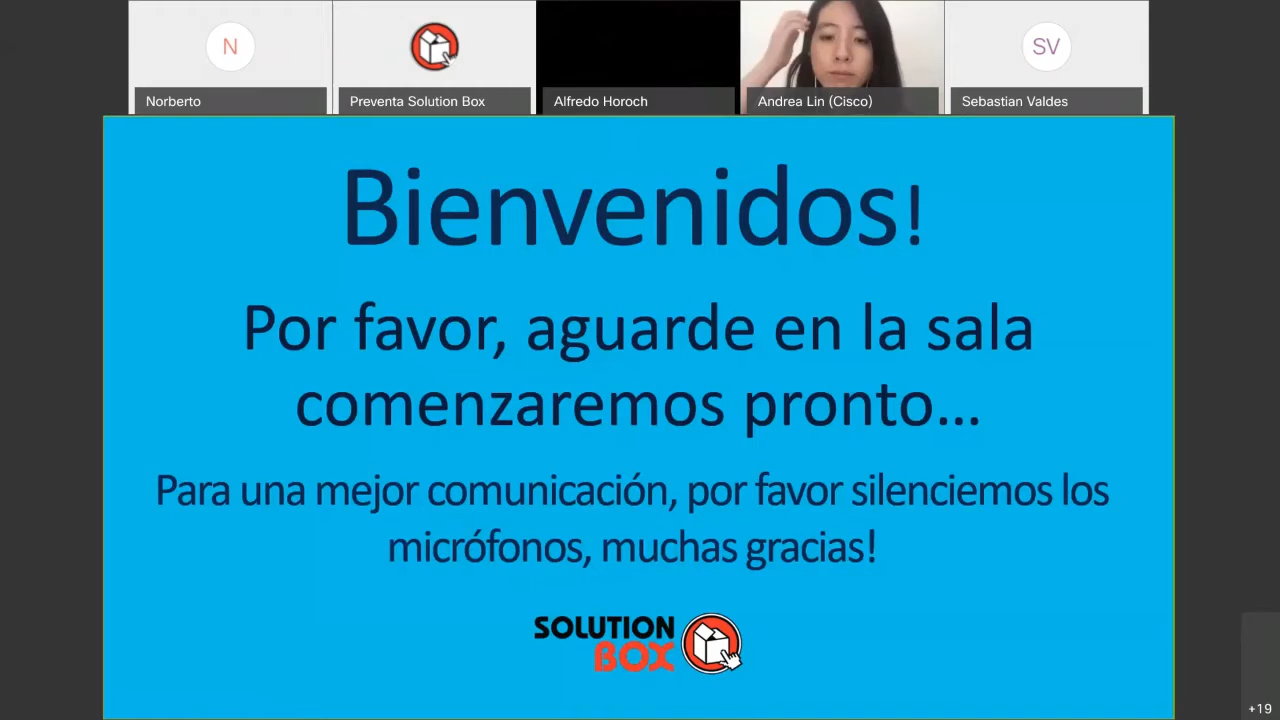 N
SV
Norberto
Preventa Solution Box
Alfredo Horoch
Andrea Lin (Cisco)
Sebastian Valdes
Bienvenidos!
Por favor, aguarde en la sala
comenzaremos pronto...
Para una mejor comunicación, por favor silenciemos los
micrófonos, muchas gracias!
SOLUTION
BOX
+19